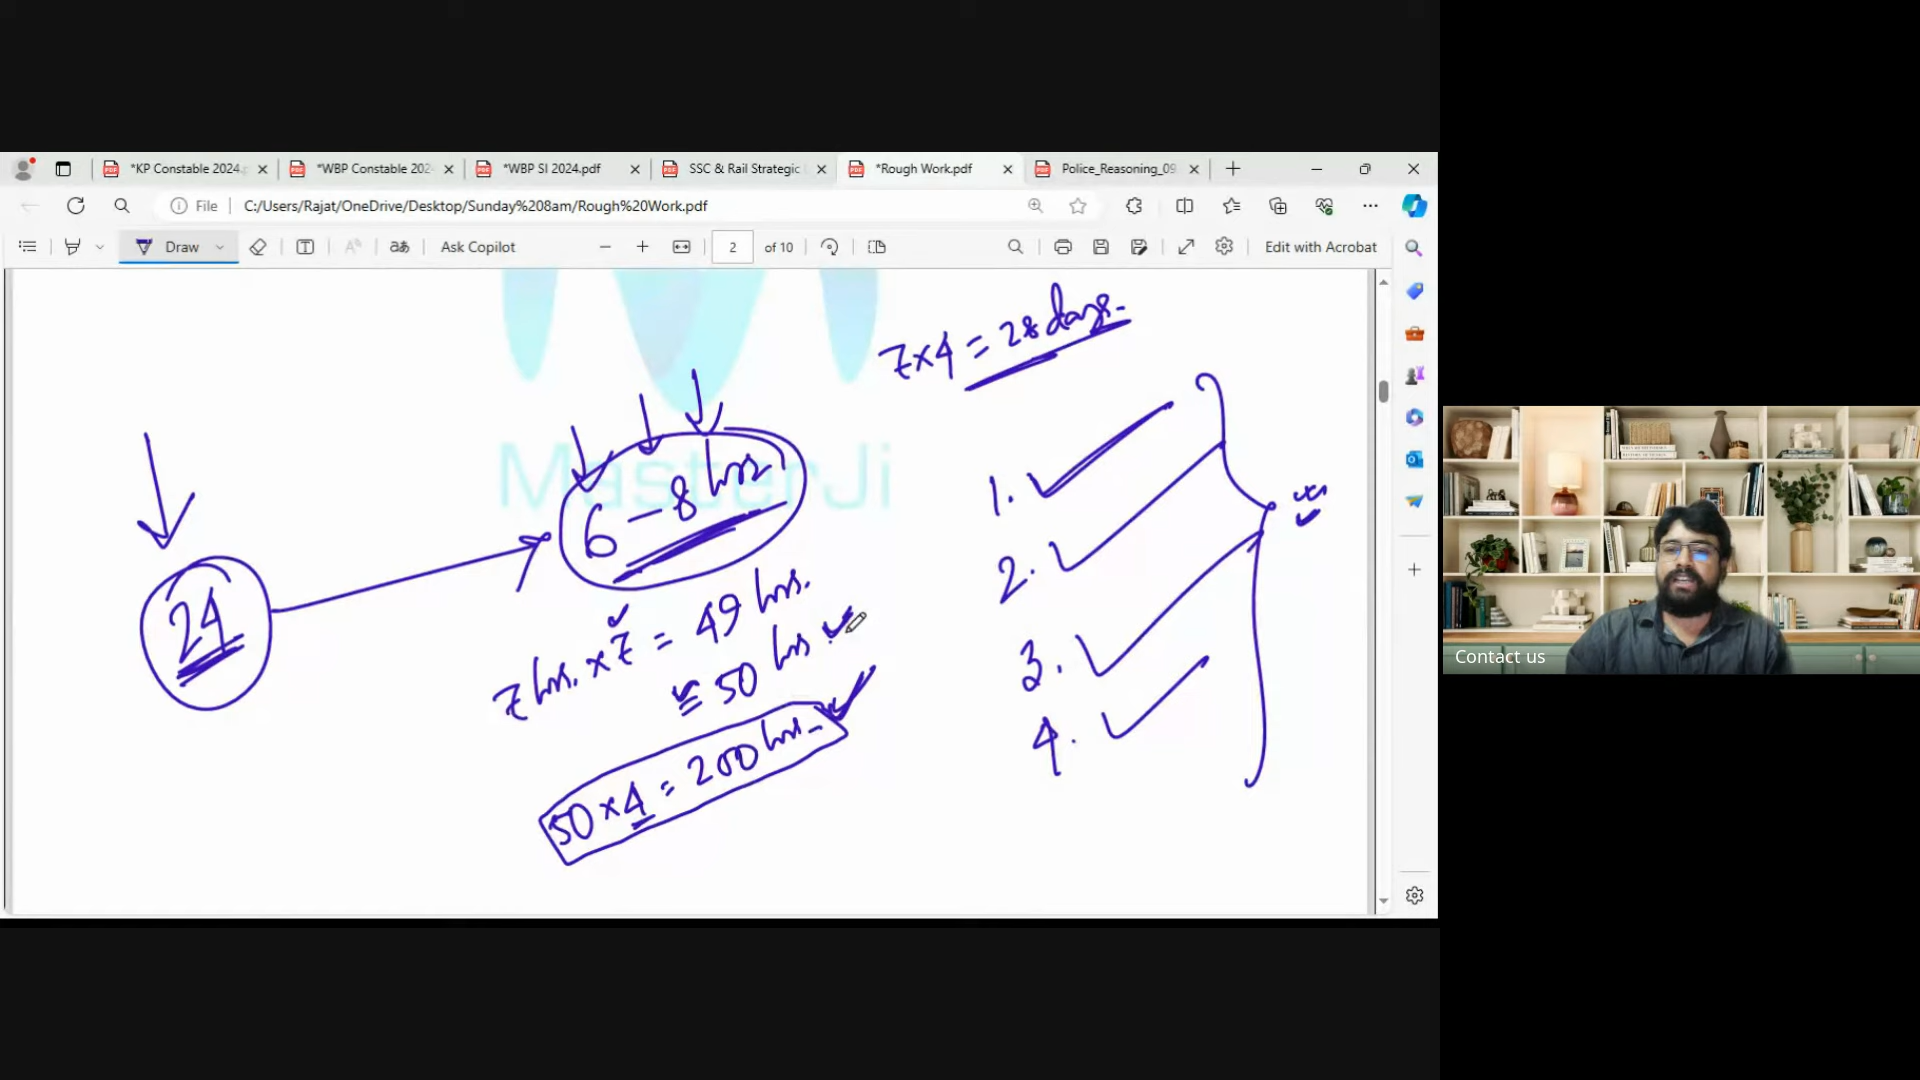 *KP Constable 2024.p
*WBP Constable 202
*WBP SI 2024.pdf
SSC & Rail Strategic
*Rough Work.pdf
Police_Reasoning_09
File
C:/Users/Rajat/OneDrive/Desktop/Sunday%208am/Rough%20Work.pdf
Draw
Ask Copilot
2
of 10
Edit with Acrobat
7x4 = 28 days.
MasterJi
24
6 - 8 hrs
7 hrs. x 7 = 49 hrs.
≈ 50 hrs.
50 x 4 = 200 hrs.
1.
2.
3.
4.
Contact us